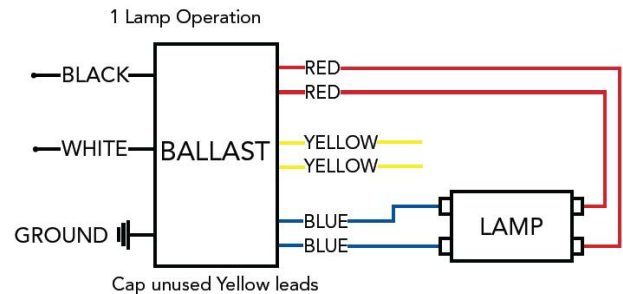 1 Lamp Operation
BLACK
RED
RED
WHITE
BALLAST
YELLOW
YELLOW
GROUND
BLUE
BLUE
LAMP
Cap unused Yellow leads